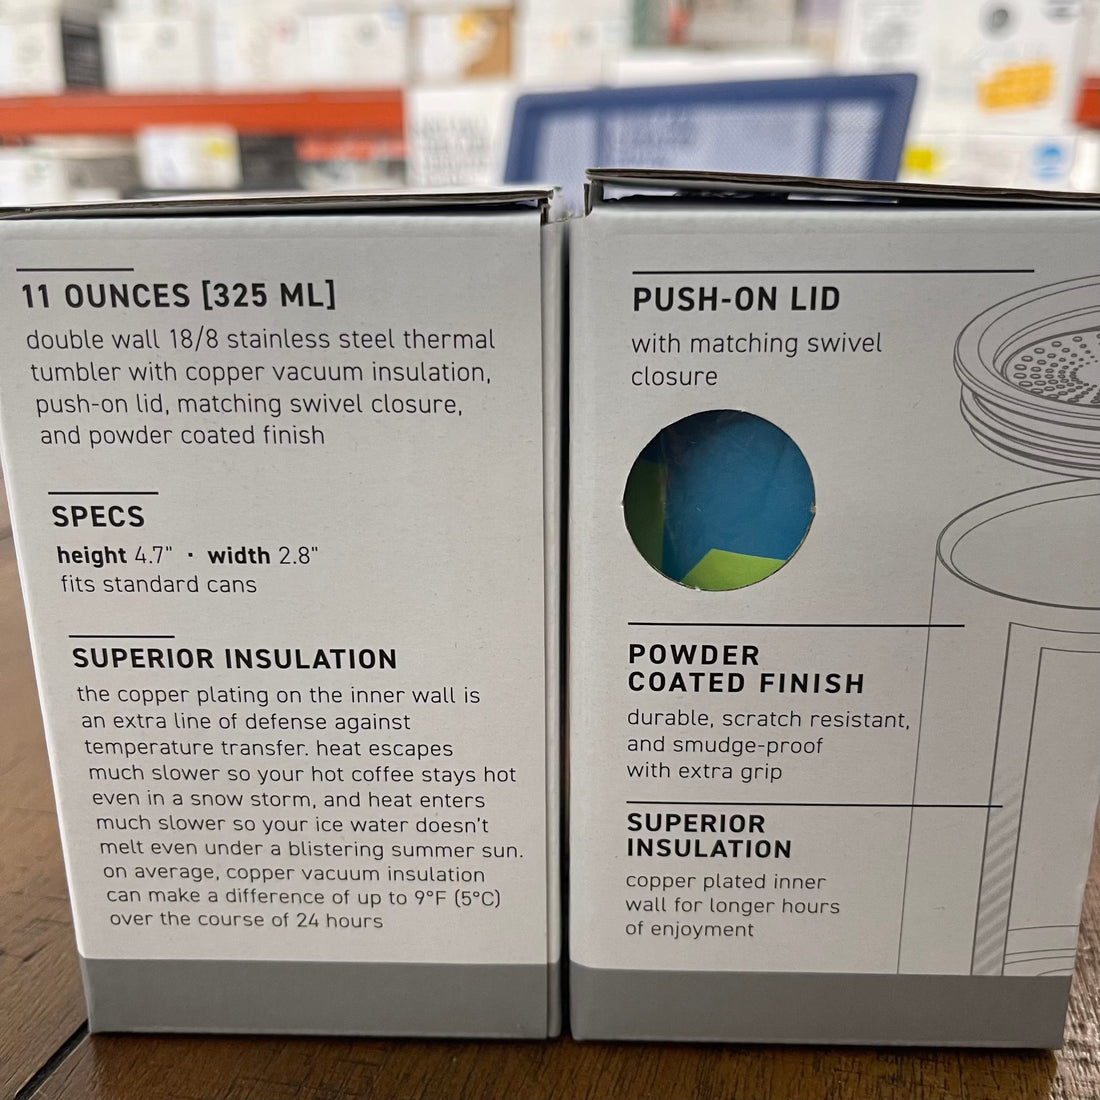 11 OUNCES [325 ML]
double wall 18/8 stainless steel thermal
tumbler with copper vacuum insulation,
push-on lid, matching swivel closure,
and powder coated finish
SPECS
height 4.7" · width 2.8"
fits standard cans
SUPERIOR INSULATION
the copper plating on the inner wall is
an extra line of defense against
temperature transfer. heat escapes
much slower so your hot coffee stays hot
even in a snow storm, and heat enters
much slower so your ice water doesn't
melt even under a blistering summer sun.
on average, copper vacuum insulation
can make a difference of up to 9°F (5°C)
over the course of 24 hours
PUSH-ON LID
with matching swivel
closure
POWDER
COATED FINISH
durable, scratch resistant,
and smudge-proof
with extra grip
SUPERIOR
INSULATION
copper plated inner
wall for longer hours
of enjoyment